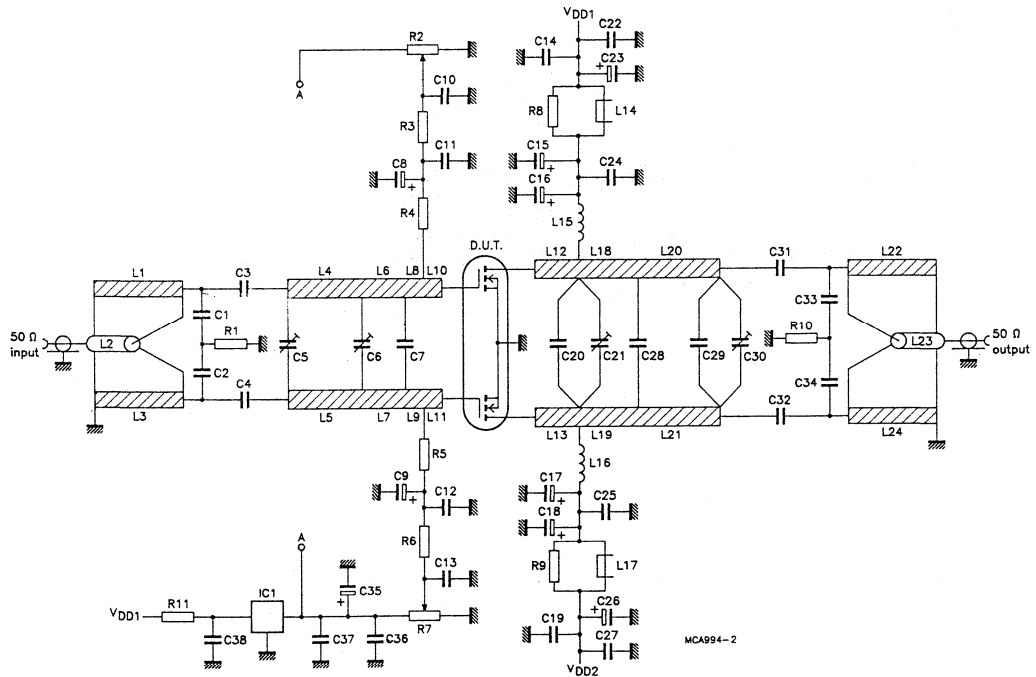 VDD1
R2
C22
C14
C23
+
A
C10
R8
L14
R3
C11
C15
+
C8
+
C24
C16
+
R4
L15
D.U.T.
L12 L18 L20
C31
L22
L1
C3
L4 L6 L8 L10
C33
C1
50 Ω
input
L2
R1
C5
C6
C7
C20
C21
C28
C29
C30
R10
L23
50 Ω
output
C2
C4
C34
C32
L3
L5 L7 L9 L11
L13 L19 L21
L24
R5
L16
C9
+
C17
+
C12
C25
C18
+
A
R6
R9
L17
C13
C35
+
VDD1
R11
IC1
R7
C26
+
C19
C38
C37
C36
C27
MCA994-2
VDD2